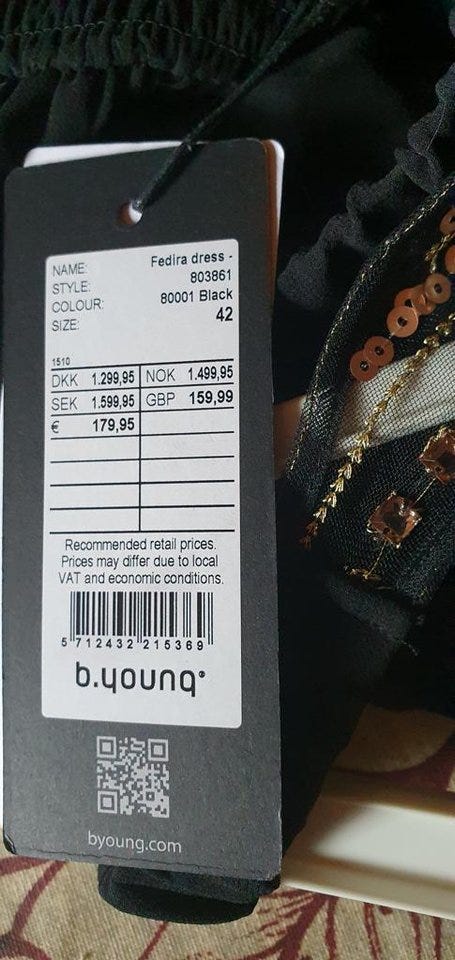 NAME: Fedira dress -
STYLE: 803861
COLOUR: 80001 Black
SIZE: 42
1510
DKK 1.299,95 NOK 1.499,95
SEK 1.599,95 GBP 159,99
€ 179,95
Recommended retail prices.
Prices may differ due to local
VAT and economic conditions.
5 712432 215369
b.young®
byoung.com